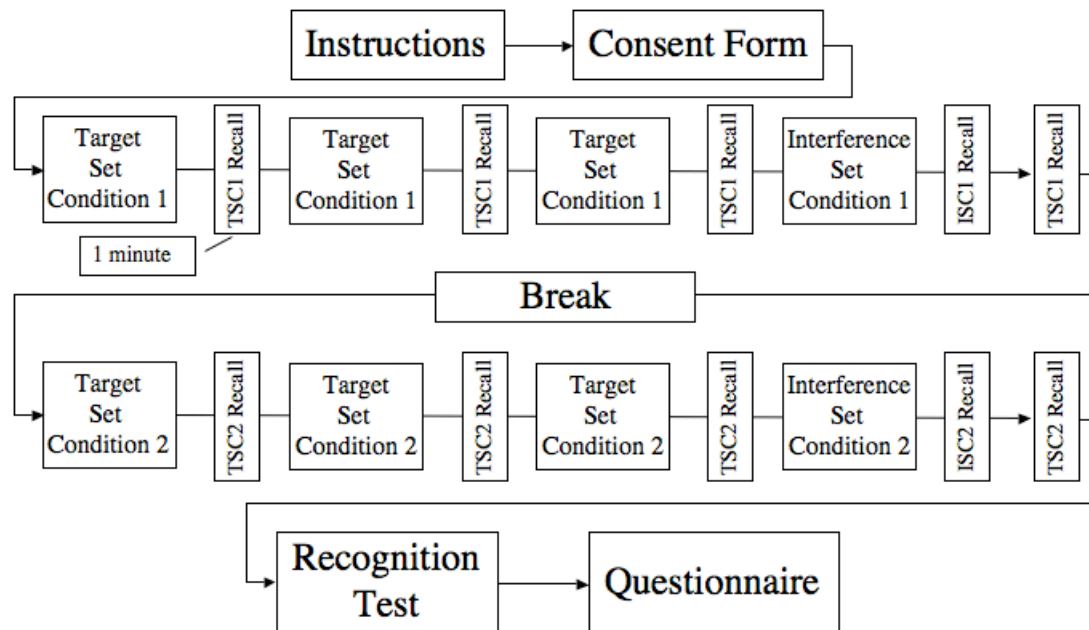 Instructions
Consent Form
Target
Set
Condition 1
TSC1 Recall
Target
Set
Condition 1
TSC1 Recall
Target
Set
Condition 1
TSC1 Recall
Interference
Set
Condition 1
ISC1 Recall
TSC1 Recall
1 minute
Break
Target
Set
Condition 2
TSC2 Recall
Target
Set
Condition 2
TSC2 Recall
Target
Set
Condition 2
TSC2 Recall
Interference
Set
Condition 2
ISC2 Recall
TSC2 Recall
Recognition
Test
Questionnaire